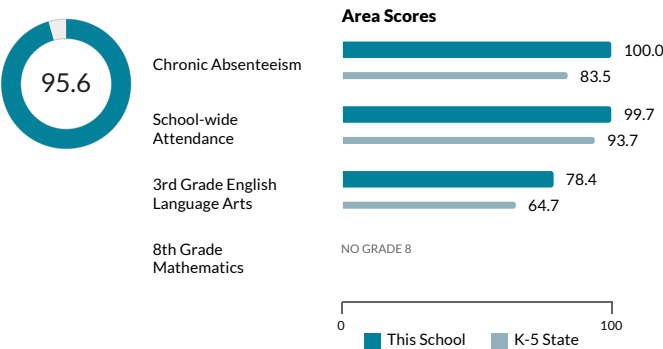 Area Scores
95.6
Chronic Absenteeism
100.0
83.5
School-wide
Attendance
99.7
93.7
3rd Grade English
Language Arts
78.4
64.7
8th Grade
Mathematics
NO GRADE 8
0
100
This School
K-5 State